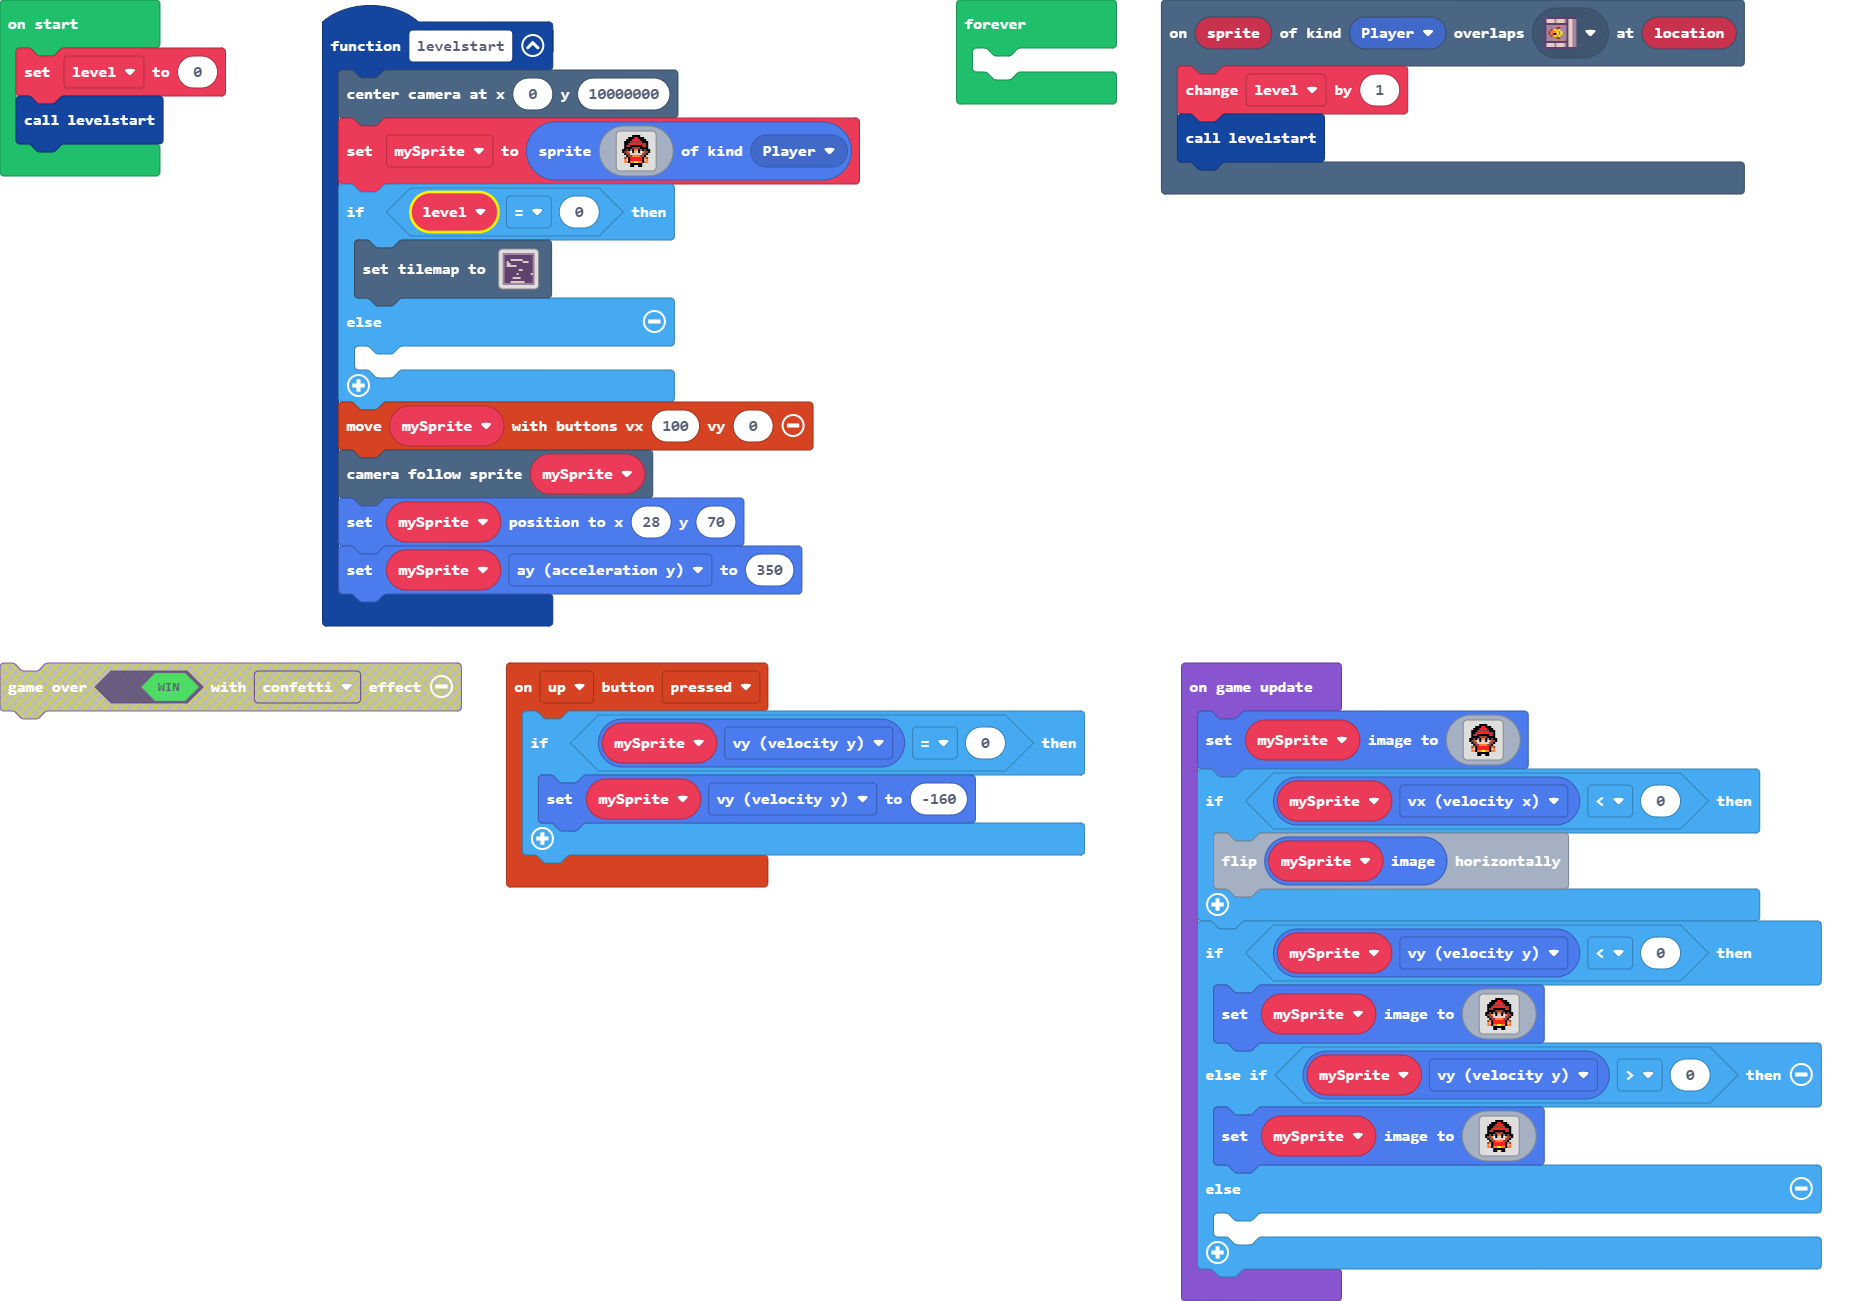 on start
set level to 0
call levelstart
function levelstart
center camera at x 0 y 10000000
set mySprite to sprite of kind Player
if level = 0 then
set tilemap to
else
move mySprite with buttons vx 100 vy 0
camera follow sprite mySprite
set mySprite position to x 28 y 70
set mySprite ay (acceleration y) to 350
forever
on sprite of kind Player overlaps at location
change level by 1
call levelstart
game over WIN with confetti effect
on up button pressed
if mySprite vy (velocity y) = 0 then
set mySprite vy (velocity y) to -160
on game update
set mySprite image to
if mySprite vx (velocity x) < 0 then
flip mySprite image horizontally
if mySprite vy (velocity y) < 0 then
set mySprite image to
else if mySprite vy (velocity y) > 0 then
set mySprite image to
else